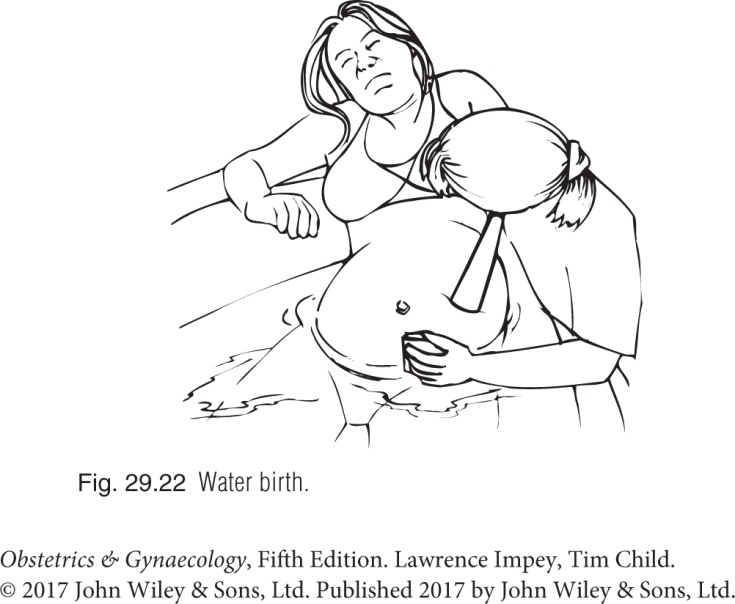 Fig. 29.22 Water birth.
Obstetrics & Gynaecology, Fifth Edition. Lawrence Impey, Tim Child.
© 2017 John Wiley & Sons, Ltd. Published 2017 by John Wiley & Sons, Ltd.